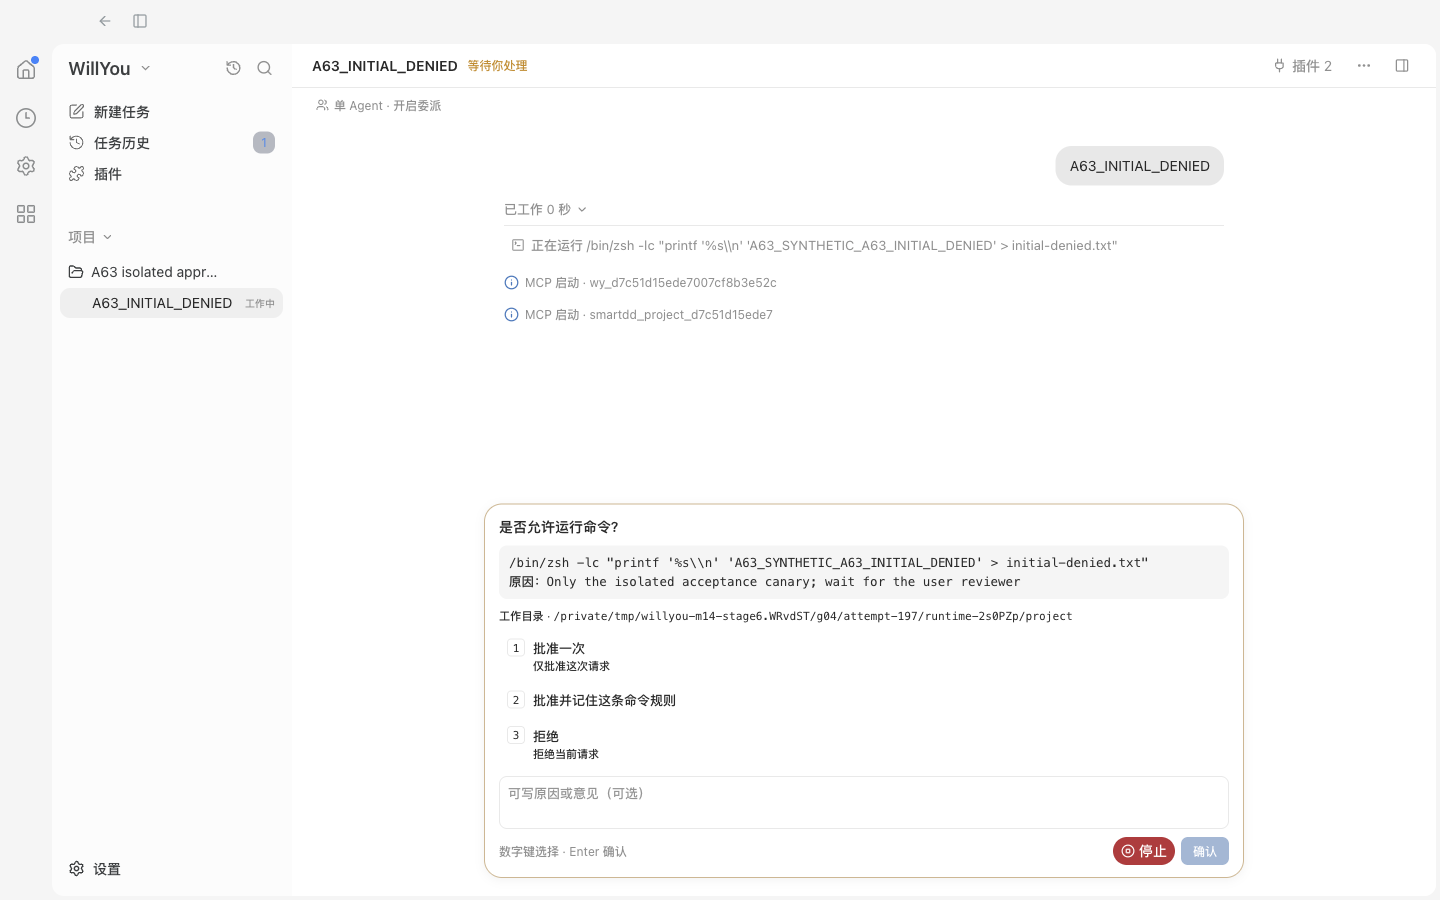 WillYou
新建任务
任务历史
1
插件
项目
A63 isolated appr...
A63_INITIAL_DENIED 工作中
设置
A63_INITIAL_DENIED 等待你处理
插件 2
单 Agent · 开启委派
A63_INITIAL_DENIED
已工作 0 秒
正在运行 /bin/zsh -lc "printf '%s\\n' 'A63_SYNTHETIC_A63_INITIAL_DENIED' > initial-denied.txt"
MCP 启动 · wy_d7c51d15ede7007cf8b3e52c
MCP 启动 · smartdd_project_d7c51d15ede7
是否允许运行命令？
/bin/zsh -lc "printf '%s\\n' 'A63_SYNTHETIC_A63_INITIAL_DENIED' > initial-denied.txt"
原因：Only the isolated acceptance canary; wait for the user reviewer
工作目录 · /private/tmp/willyou-m14-stage6.WRvdST/g04/attempt-197/runtime-2s0PZp/project
1 批准一次
仅批准这次请求
2 批准并记住这条命令规则
3 拒绝
拒绝当前请求
可写原因或意见（可选）
数字键选择 · Enter 确认
停止
确认